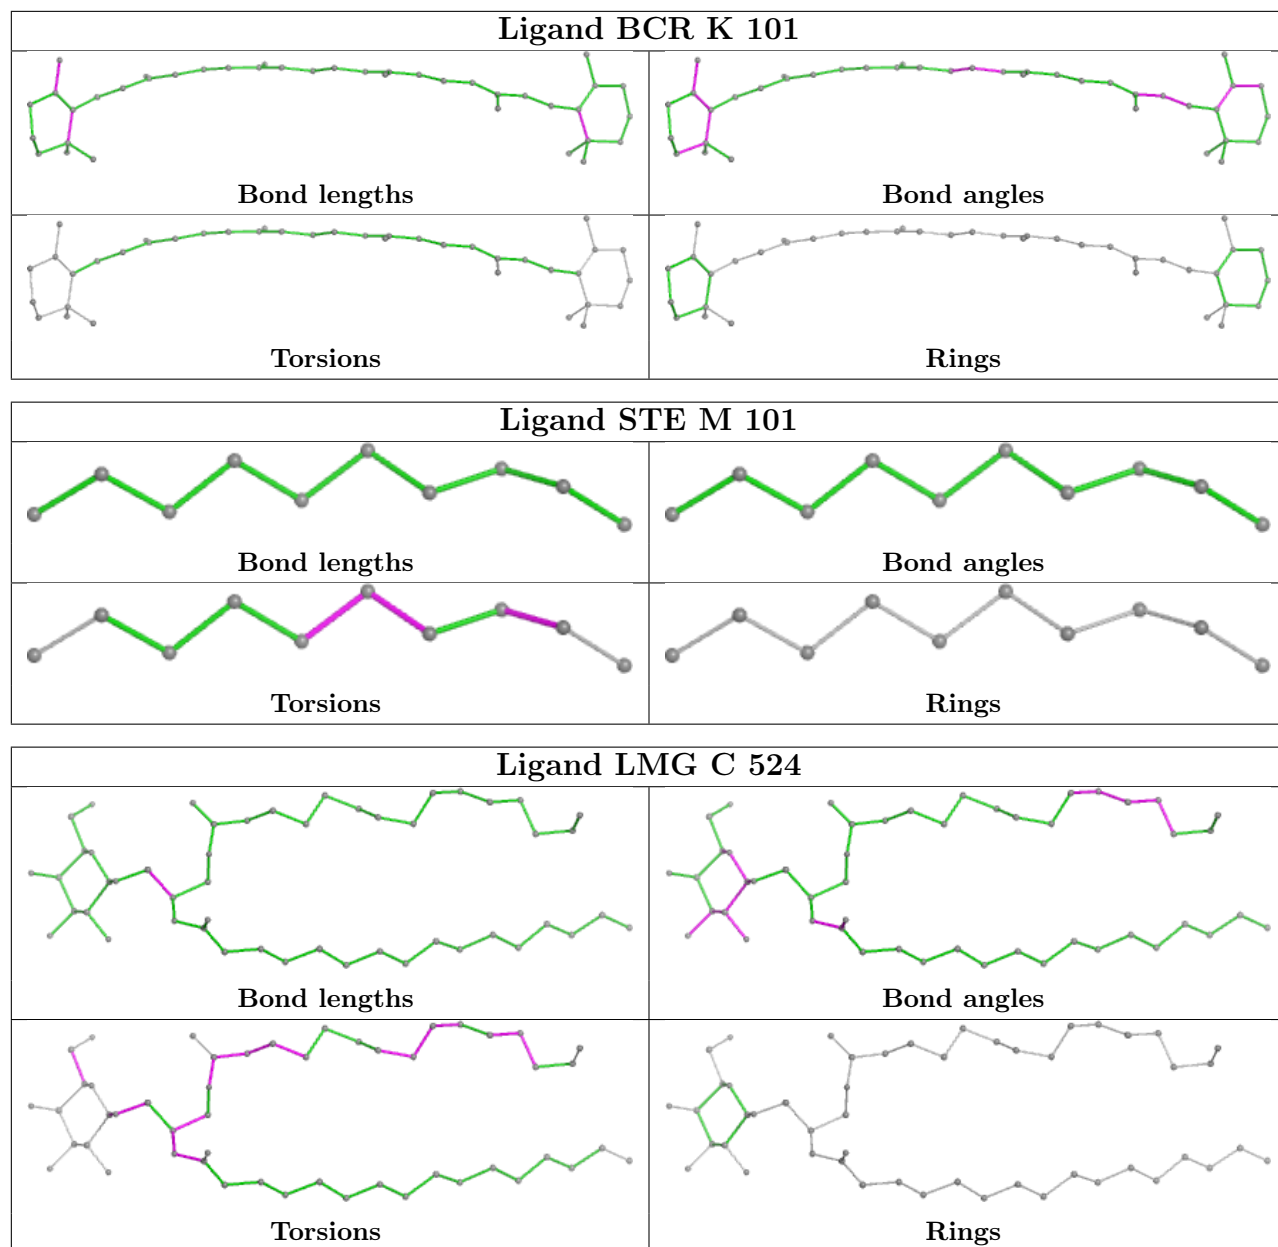 Ligand BCR K 101
Bond lengths
Bond angles
Torsions
Rings
Ligand STE M 101
Bond lengths
Bond angles
Torsions
Rings
Ligand LMG C 524
Bond lengths
Bond angles
Torsions
Rings